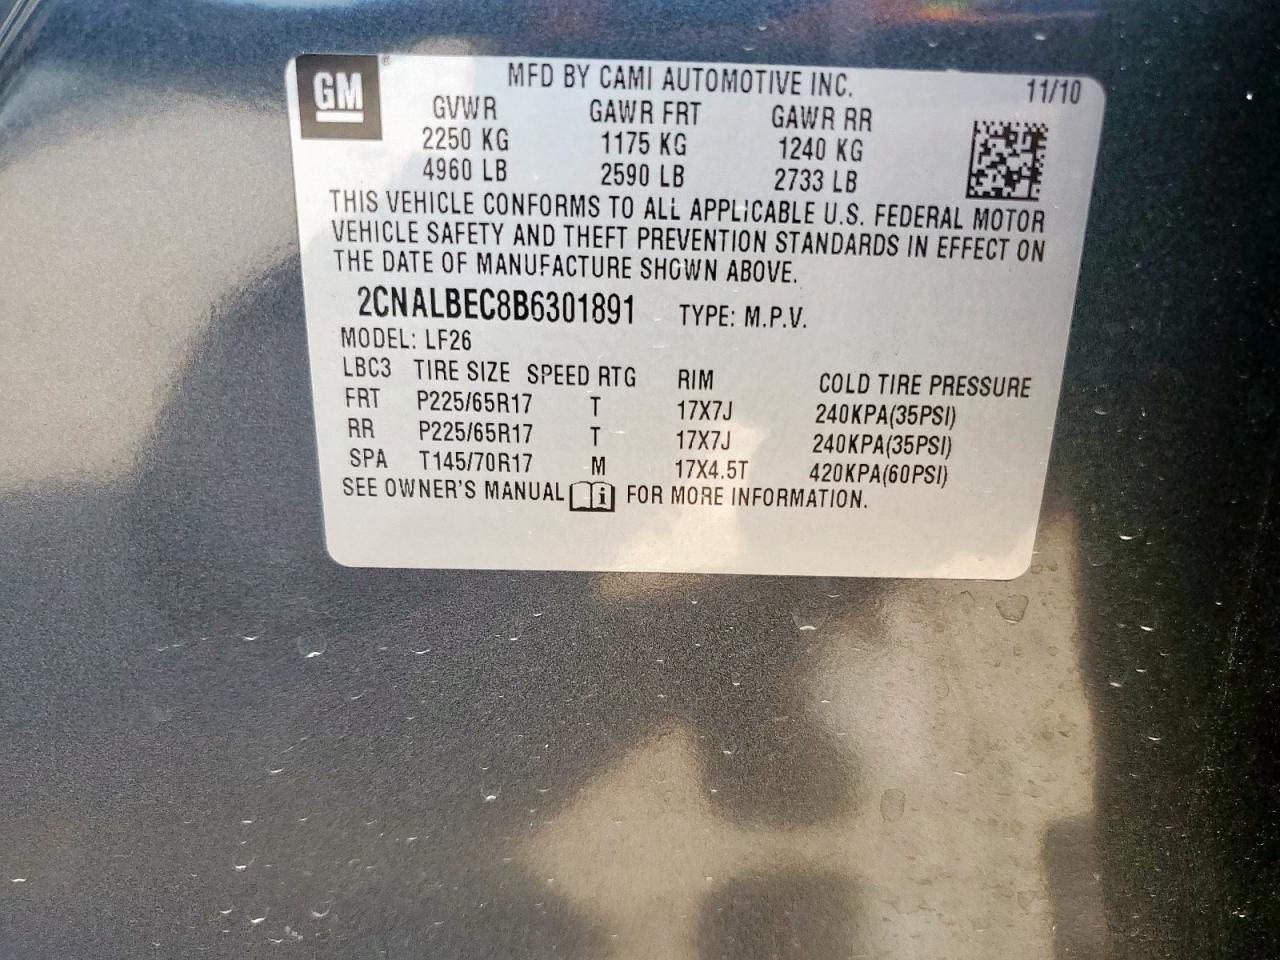 GM®
MFD BY CAMI AUTOMOTIVE INC. 11/10
GVWR GAWR FRT GAWR RR
2250 KG 1175 KG 1240 KG
4960 LB 2590 LB 2733 LB
THIS VEHICLE CONFORMS TO ALL APPLICABLE U.S. FEDERAL MOTOR
VEHICLE SAFETY AND THEFT PREVENTION STANDARDS IN EFFECT ON
THE DATE OF MANUFACTURE SHOWN ABOVE.
2CNALBEC8B6301891 TYPE: M.P.V.
MODEL: LF26
LBC3 TIRE SIZE SPEED RTG RIM COLD TIRE PRESSURE
FRT P225/65R17 T 17X7J 240KPA(35PSI)
RR P225/65R17 T 17X7J 240KPA(35PSI)
SPA T145/70R17 M 17X4.5T 420KPA(60PSI)
SEE OWNER'S MANUAL i FOR MORE INFORMATION.